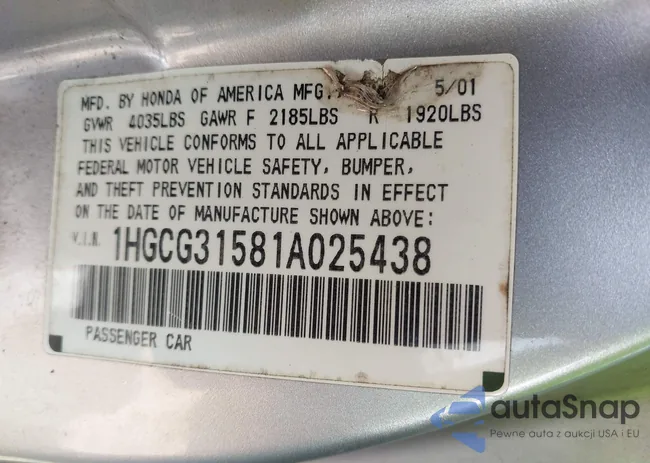 MFD. BY HONDA OF AMERICA MFG. 5/01
GVWR 4035LBS GAWR F 2185LBS R 1920LBS
THIS VEHICLE CONFORMS TO ALL APPLICABLE
FEDERAL MOTOR VEHICLE SAFETY, BUMPER,
AND THEFT PREVENTION STANDARDS IN EFFECT
ON THE DATE OF MANUFACTURE SHOWN ABOVE:
V.I.N. 1HGCG31581A025438
PASSENGER CAR
autaSnap
Pewne auta z aukcji USA i EU